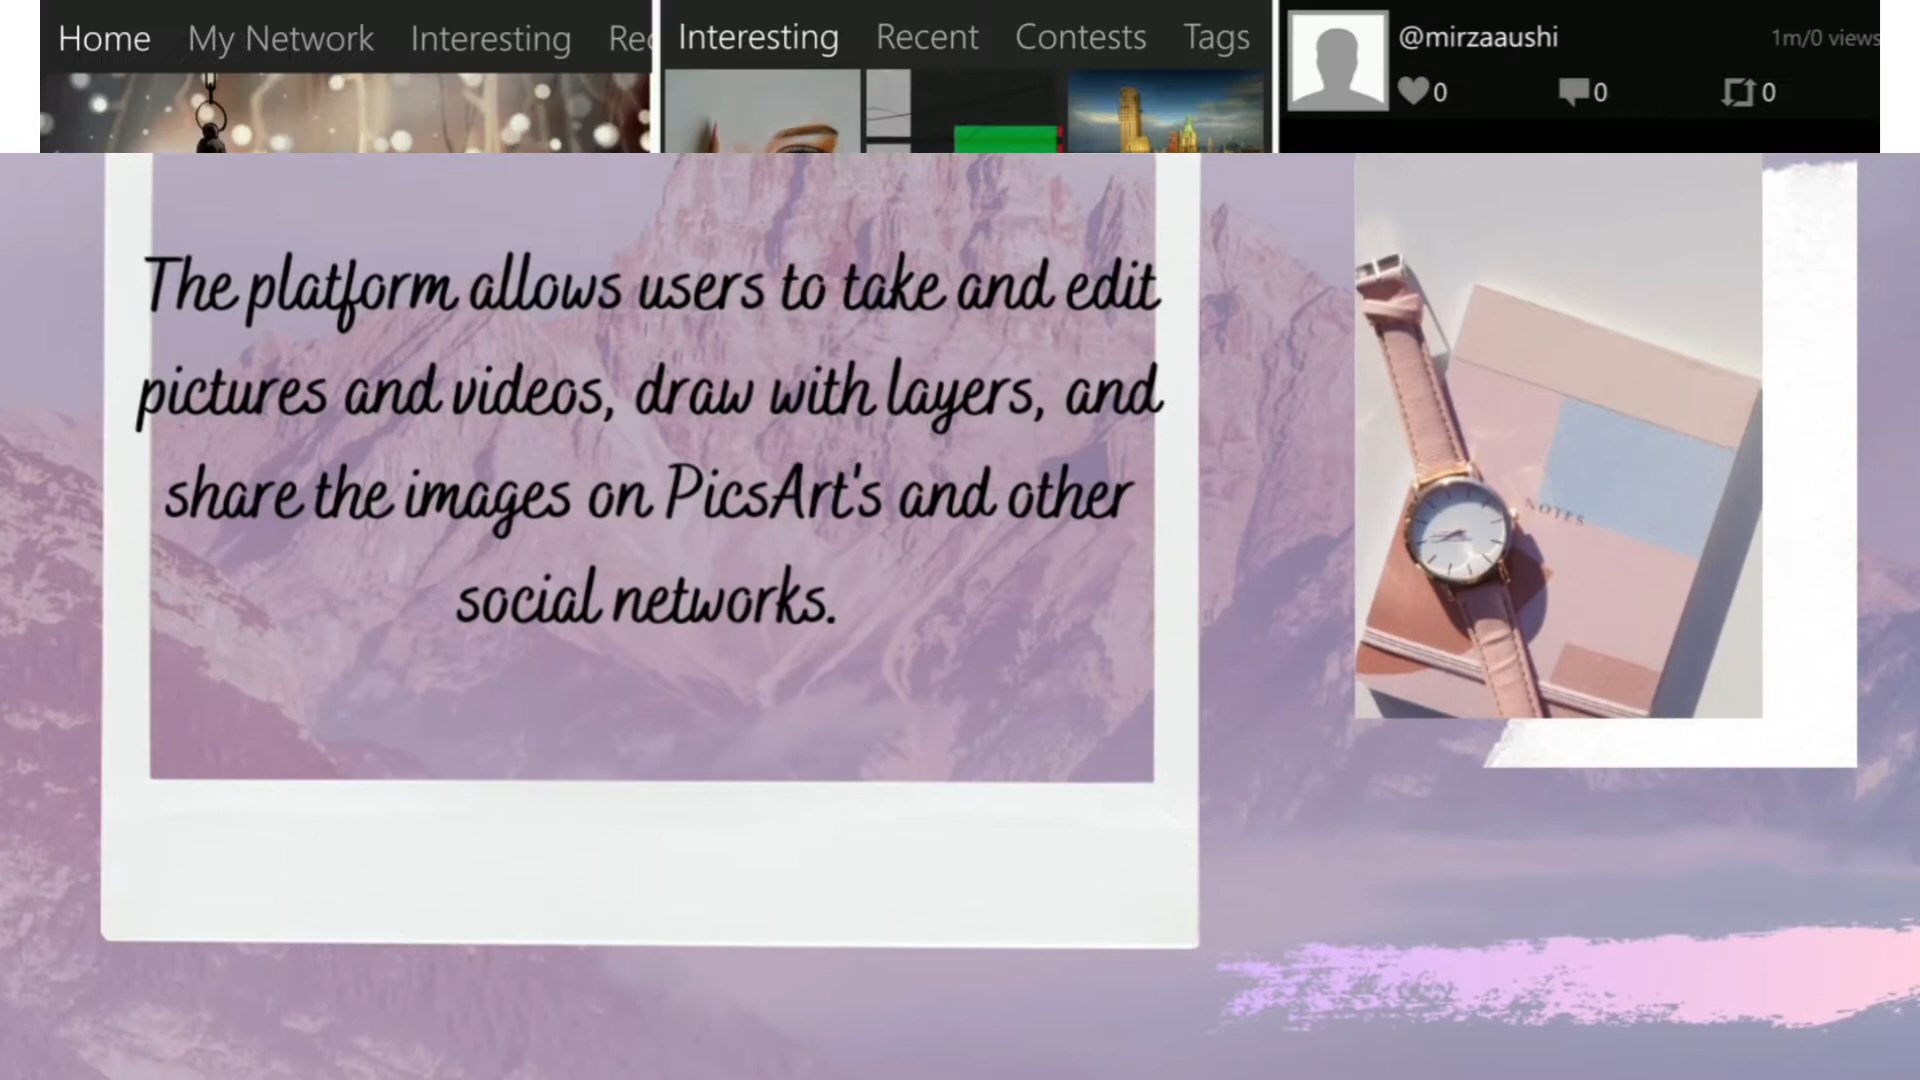 Home My Network Interesting
Interesting Recent Contests Tags
@mirzaaushi 1m/0 views
0 0 0
The platform allows users to take and edit
pictures and videos, draw with layers, and
share the images on PicsArt's and other
social networks.
NOTES